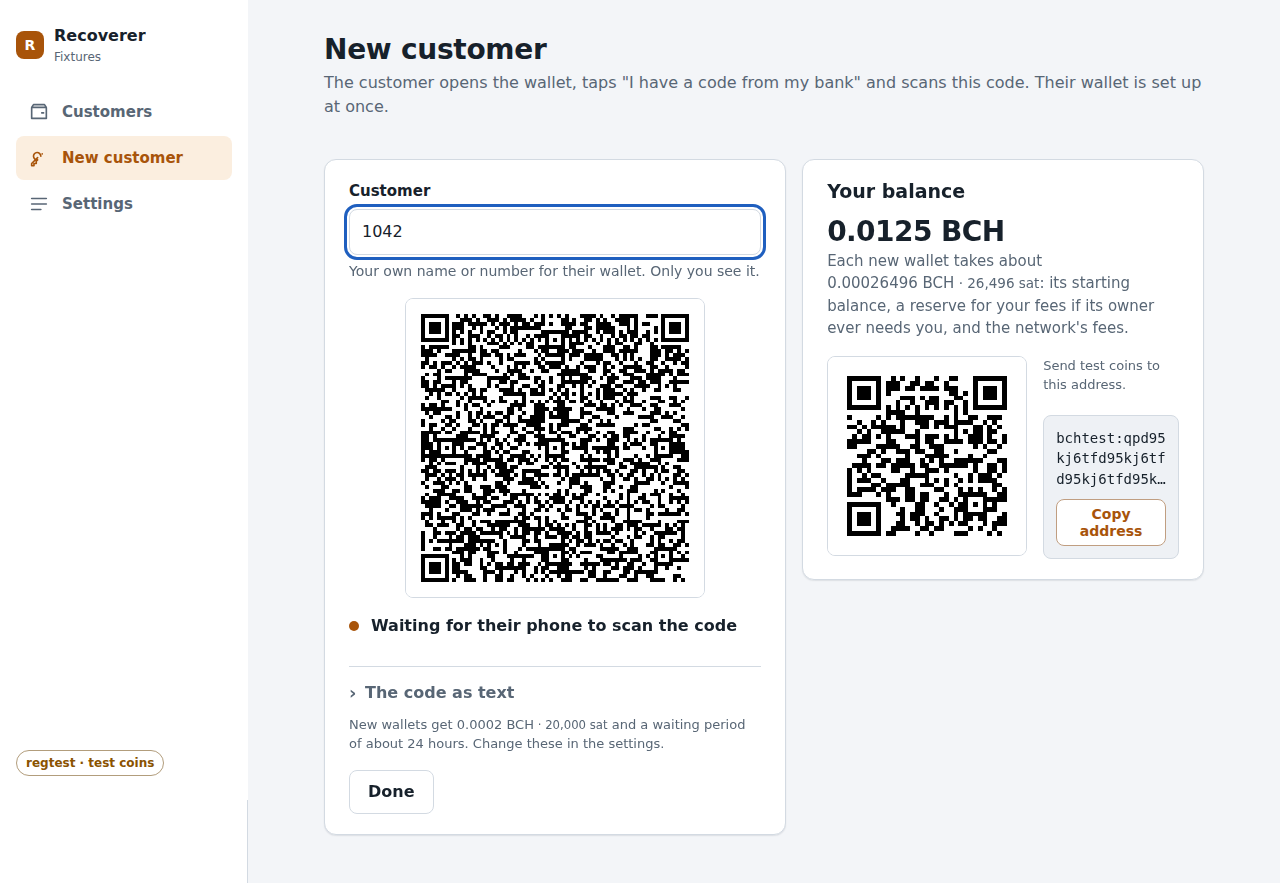 R
Recoverer
Fixtures
Customers
New customer
Settings
regtest · test coins
New customer
The customer opens the wallet, taps "I have a code from my bank" and scans this code. Their wallet is set up
at once.
Customer
1042
Your own name or number for their wallet. Only you see it.
Waiting for their phone to scan the code
› The code as text
New wallets get 0.0002 BCH · 20,000 sat and a waiting period
of about 24 hours. Change these in the settings.
Done
Your balance
0.0125 BCH
Each new wallet takes about
0.00026496 BCH · 26,496 sat: its starting
balance, a reserve for your fees if its owner
ever needs you, and the network's fees.
Send test coins to
this address.
bchtest:qpd95
kj6tfd95kj6tf
d95kj6tfd95k…
Copy
address